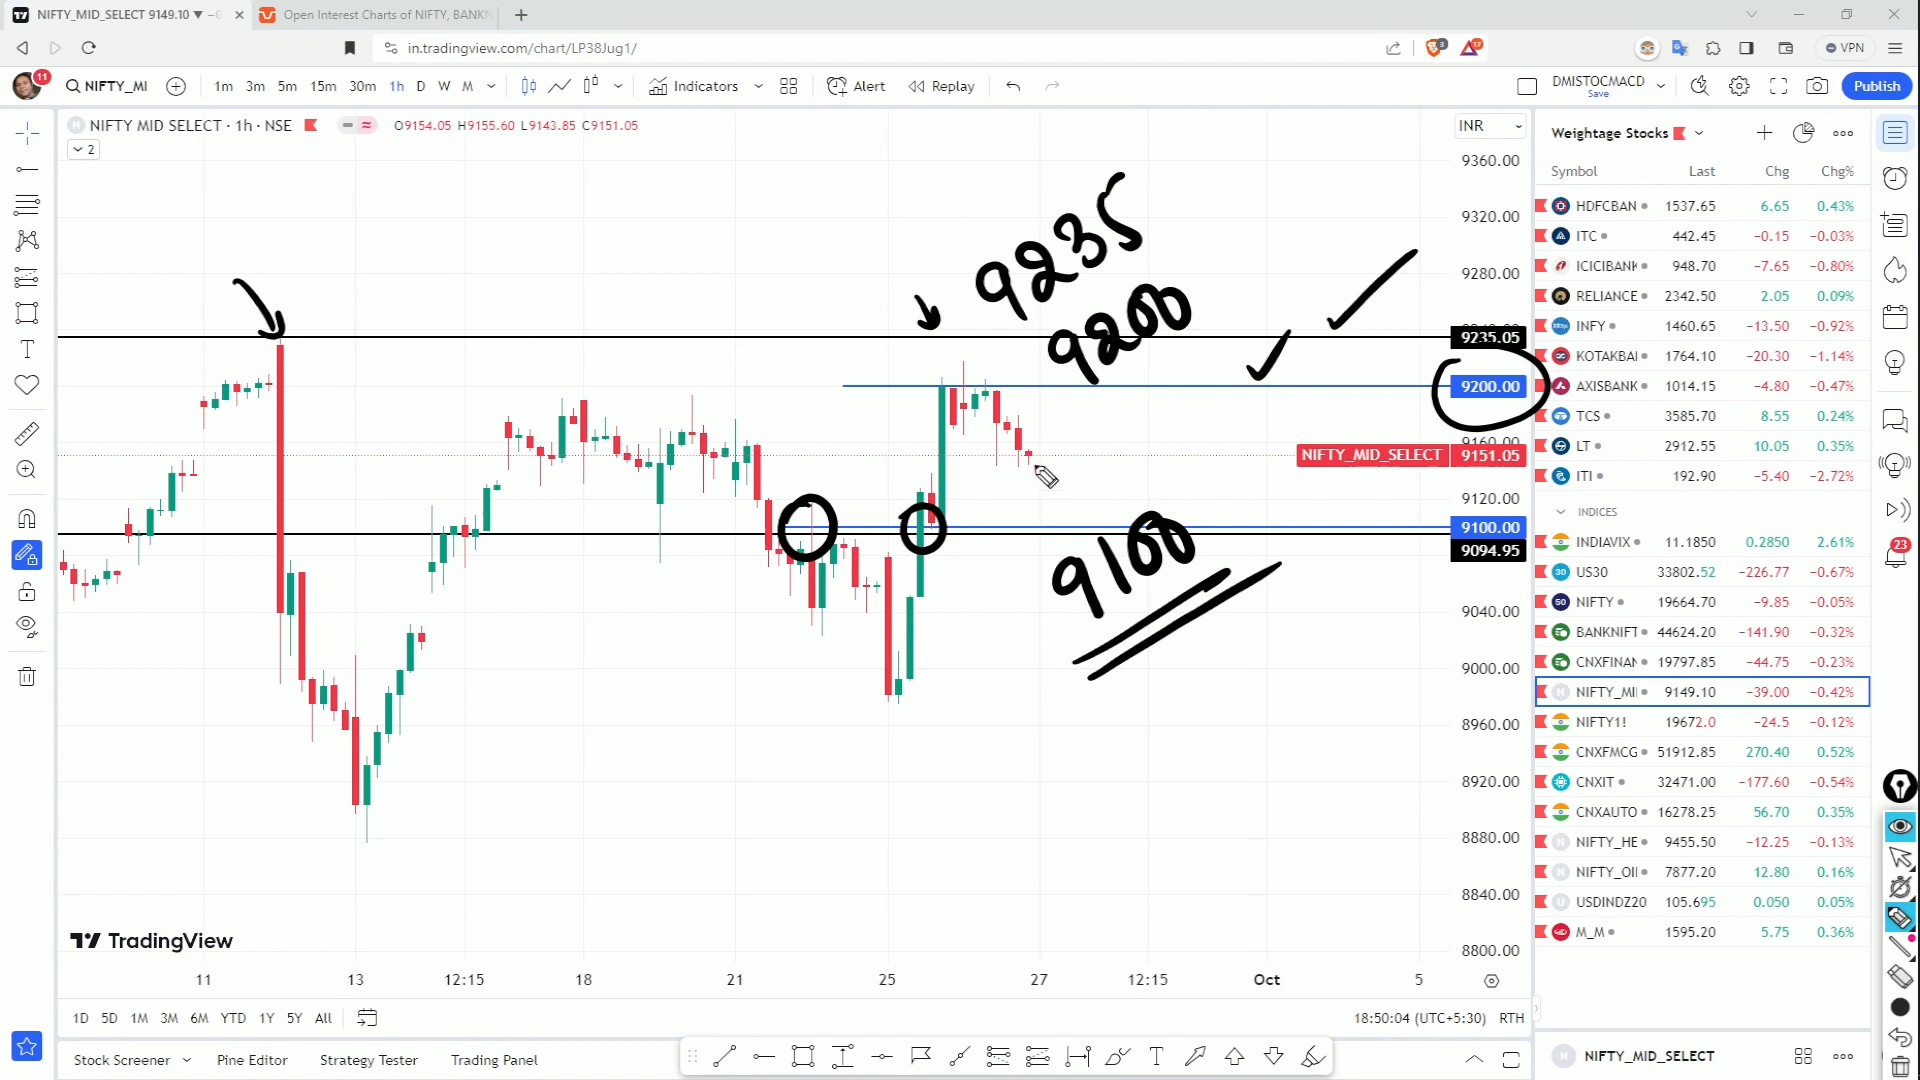 NIFTY_MID_SELECT 9149.10 ▼ −0
Open Interest Charts of NIFTY, BANKN
in.tradingview.com/chart/LP38Jug1/
3
17
VPN
11
NIFTY_MI
1m 3m 5m 15m 30m 1h D W M
Indicators
Alert
Replay
DMISTOCMACD
Save
Publish
NIFTY MID SELECT · 1h · NSE
O9154.05 H9155.60 L9143.85 C9151.05
2
INR
9360.00
9320.00
9280.00
9235.05
9200.00
9160.00
NIFTY_MID_SELECT 9151.05
9120.00
9100.00
9094.95
9040.00
9000.00
8960.00
8920.00
8880.00
8840.00
8800.00
9235
9200
9100
TradingView
11 13 12:15 18 21 25 27 12:15 Oct 5
1D 5D 1M 3M 6M YTD 1Y 5Y All
18:50:04 (UTC+5:30) RTH
Stock Screener Pine Editor Strategy Tester Trading Panel
Weightage Stocks
Symbol Last Chg Chg%
HDFCBAN 1537.65 6.65 0.43%
ITC 442.45 −0.15 −0.03%
ICICIBANK 948.70 −7.65 −0.80%
RELIANCE 2342.50 2.05 0.09%
INFY 1460.65 −13.50 −0.92%
KOTAKBAI 1764.10 −20.30 −1.14%
AXISBANK 1014.15 −4.80 −0.47%
TCS 3585.70 8.55 0.24%
LT 2912.55 10.05 0.35%
ITI 192.90 −5.40 −2.72%
INDICES
INDIAVIX 11.1850 0.2850 2.61%
30 US30 33802.52 −226.77 −0.67%
50 NIFTY 19664.70 −9.85 −0.05%
BANKNIFT 44624.20 −141.90 −0.32%
CNXFINAN 19797.85 −44.75 −0.23%
N NIFTY_MI 9149.10 −39.00 −0.42%
NIFTY1! 19672.0 −24.5 −0.12%
CNXFMCG 51912.85 270.40 0.52%
CNXIT 32471.00 −177.60 −0.54%
CNXAUTO 16278.25 56.70 0.35%
N NIFTY_HE 9455.50 −12.25 −0.13%
N NIFTY_OII 7877.20 12.80 0.16%
U USDINDZ20 105.695 0.050 0.05%
M_M 1595.20 5.75 0.36%
N NIFTY_MID_SELECT
23